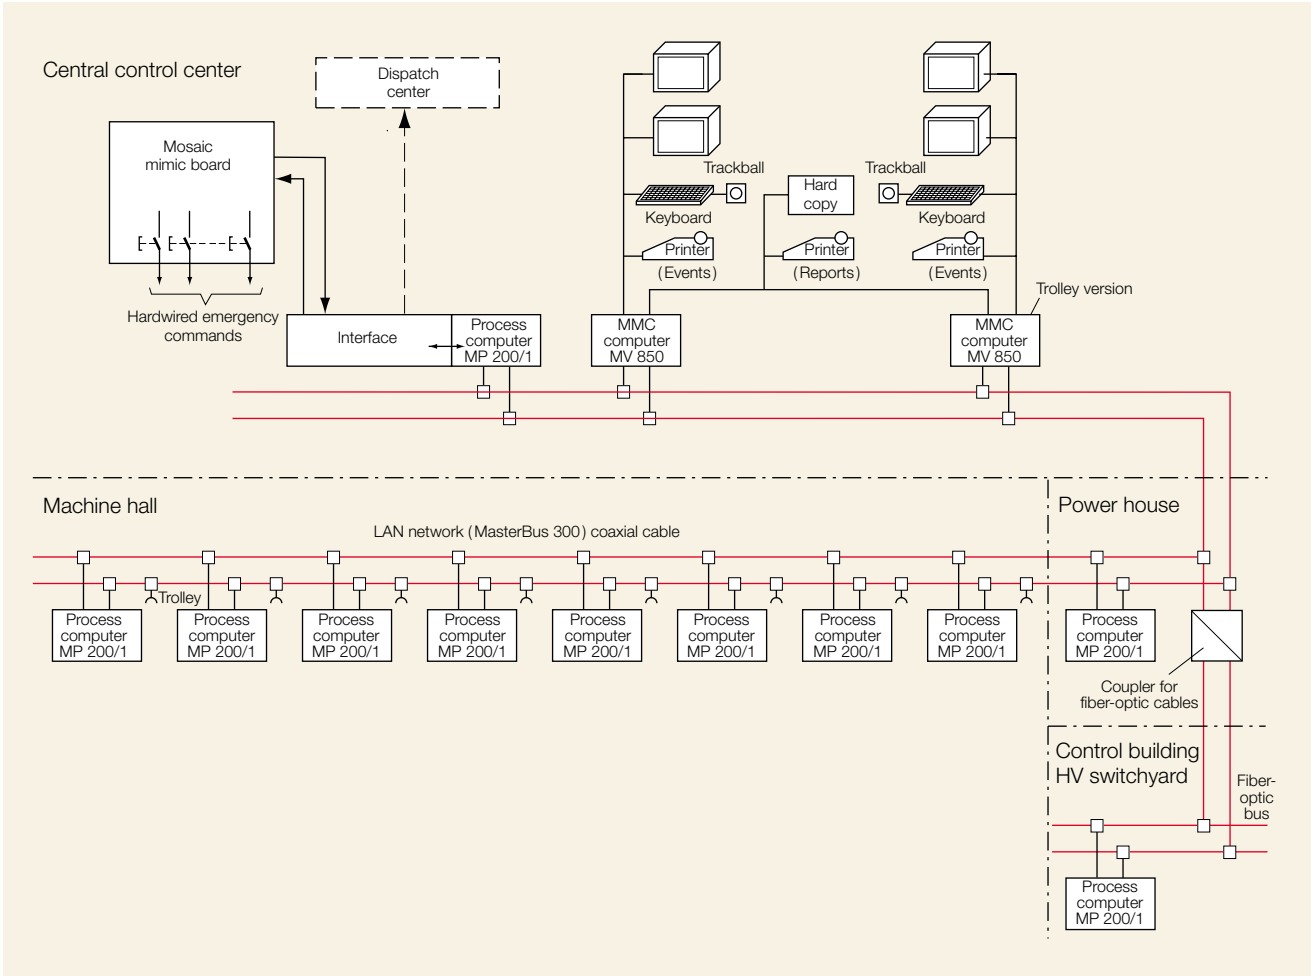 Central control center
Dispatch
center
Mosaic
mimic board
Trackball
Trackball
Hard
copy
Keyboard
Keyboard
Printer
Printer
Printer
(Events)
(Reports)
(Events)
Trolley version
Hardwired emergency
commands
Interface
Process
computer
MP 200/1
MMC
computer
MV 850
MMC
computer
MV 850
Machine hall
Power house
LAN network (MasterBus 300) coaxial cable
Trolley
Process
computer
MP 200/1
Process
computer
MP 200/1
Process
computer
MP 200/1
Process
computer
MP 200/1
Process
computer
MP 200/1
Process
computer
MP 200/1
Process
computer
MP 200/1
Process
computer
MP 200/1
Process
computer
MP 200/1
Coupler for
fiber-optic cables
Control building
HV switchyard
Fiber-
optic
bus
Process
computer
MP 200/1